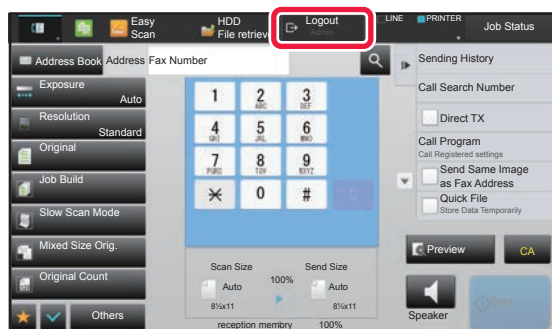 Easy
Scan
HDD
File retrieve
Logout
Admin
LINE
PRINTER
Job Status
Address Book
Address
Fax Number
Exposure
Auto
Resolution
Standard
Original
Job Build
Slow Scan Mode
Mixed Size Orig.
Original Count
Others
1
2
ABC
3
DEF
4
GHI
5
JKL
6
MNO
7
PQRS
8
TUV
9
WXYZ
0
#
C
Scan Size
100%
Send Size
Auto
Auto
8½x11
8½x11
reception memby
100%
Sending History
Call Search Number
Direct TX
Call Program
Call Registered settings
Send Same Image
as Fax Address
Quick File
Store Data Temporarily
Preview
CA
Speaker
Start